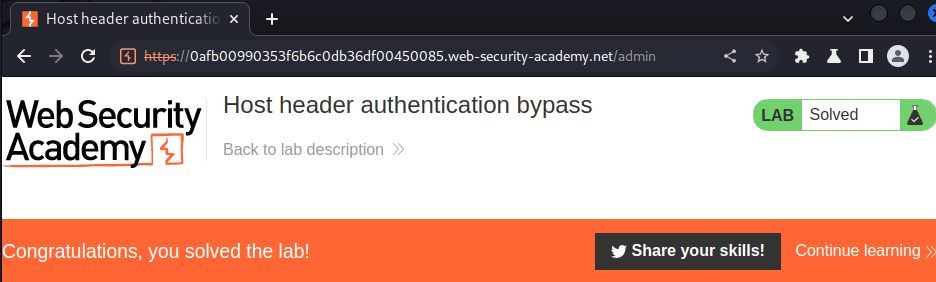 Host header authenticatio
https://0afb00990353f6b6c0db36df00450085.web-security-academy.net/admin
Web Security
Academy
Host header authentication bypass
Back to lab description
LAB Solved
Congratulations, you solved the lab!
Share your skills!
Continue learning